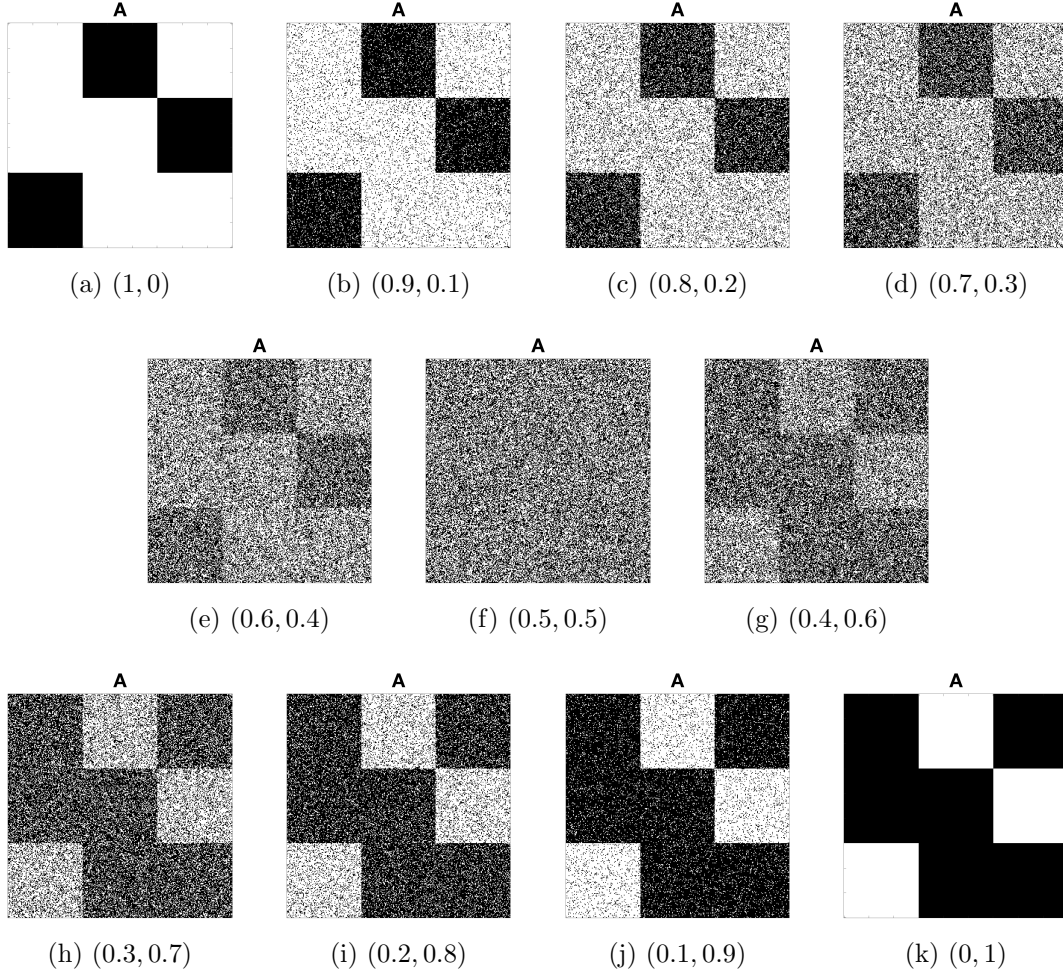 A A A A
(a) (1, 0) (b) (0.9, 0.1) (c) (0.8, 0.2) (d) (0.7, 0.3)
A A A
(e) (0.6, 0.4) (f) (0.5, 0.5) (g) (0.4, 0.6)
A A A A
(h) (0.3, 0.7) (i) (0.2, 0.8) (j) (0.1, 0.9) (k) (0, 1)